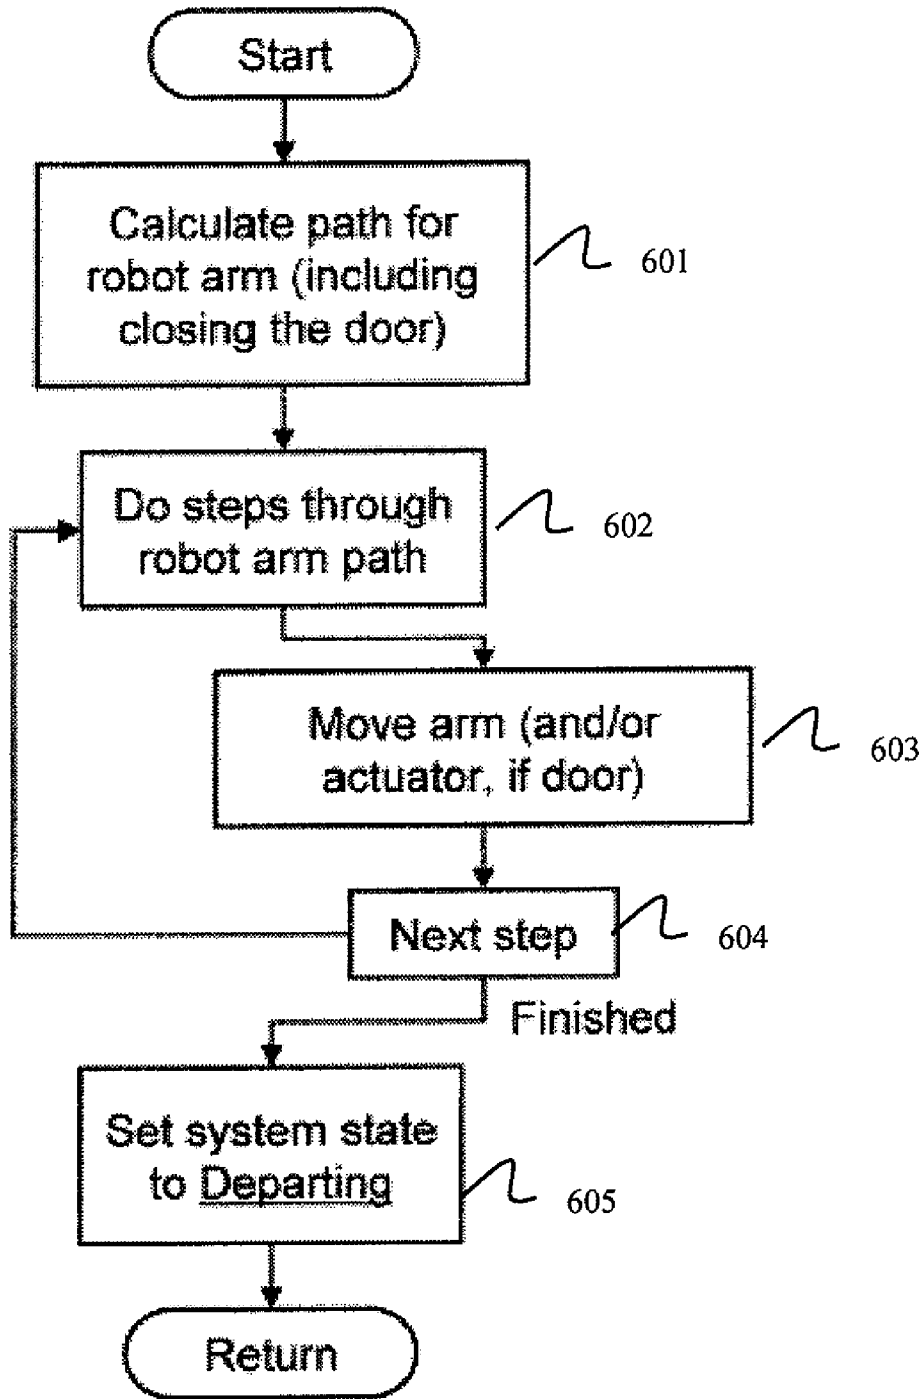 Start
Calculate path for
robot arm (including
closing the door)
601
Do steps through
robot arm path
602
Move arm (and/or
actuator, if door)
603
Next step
604
Finished
Set system state
to Departing
605
Return